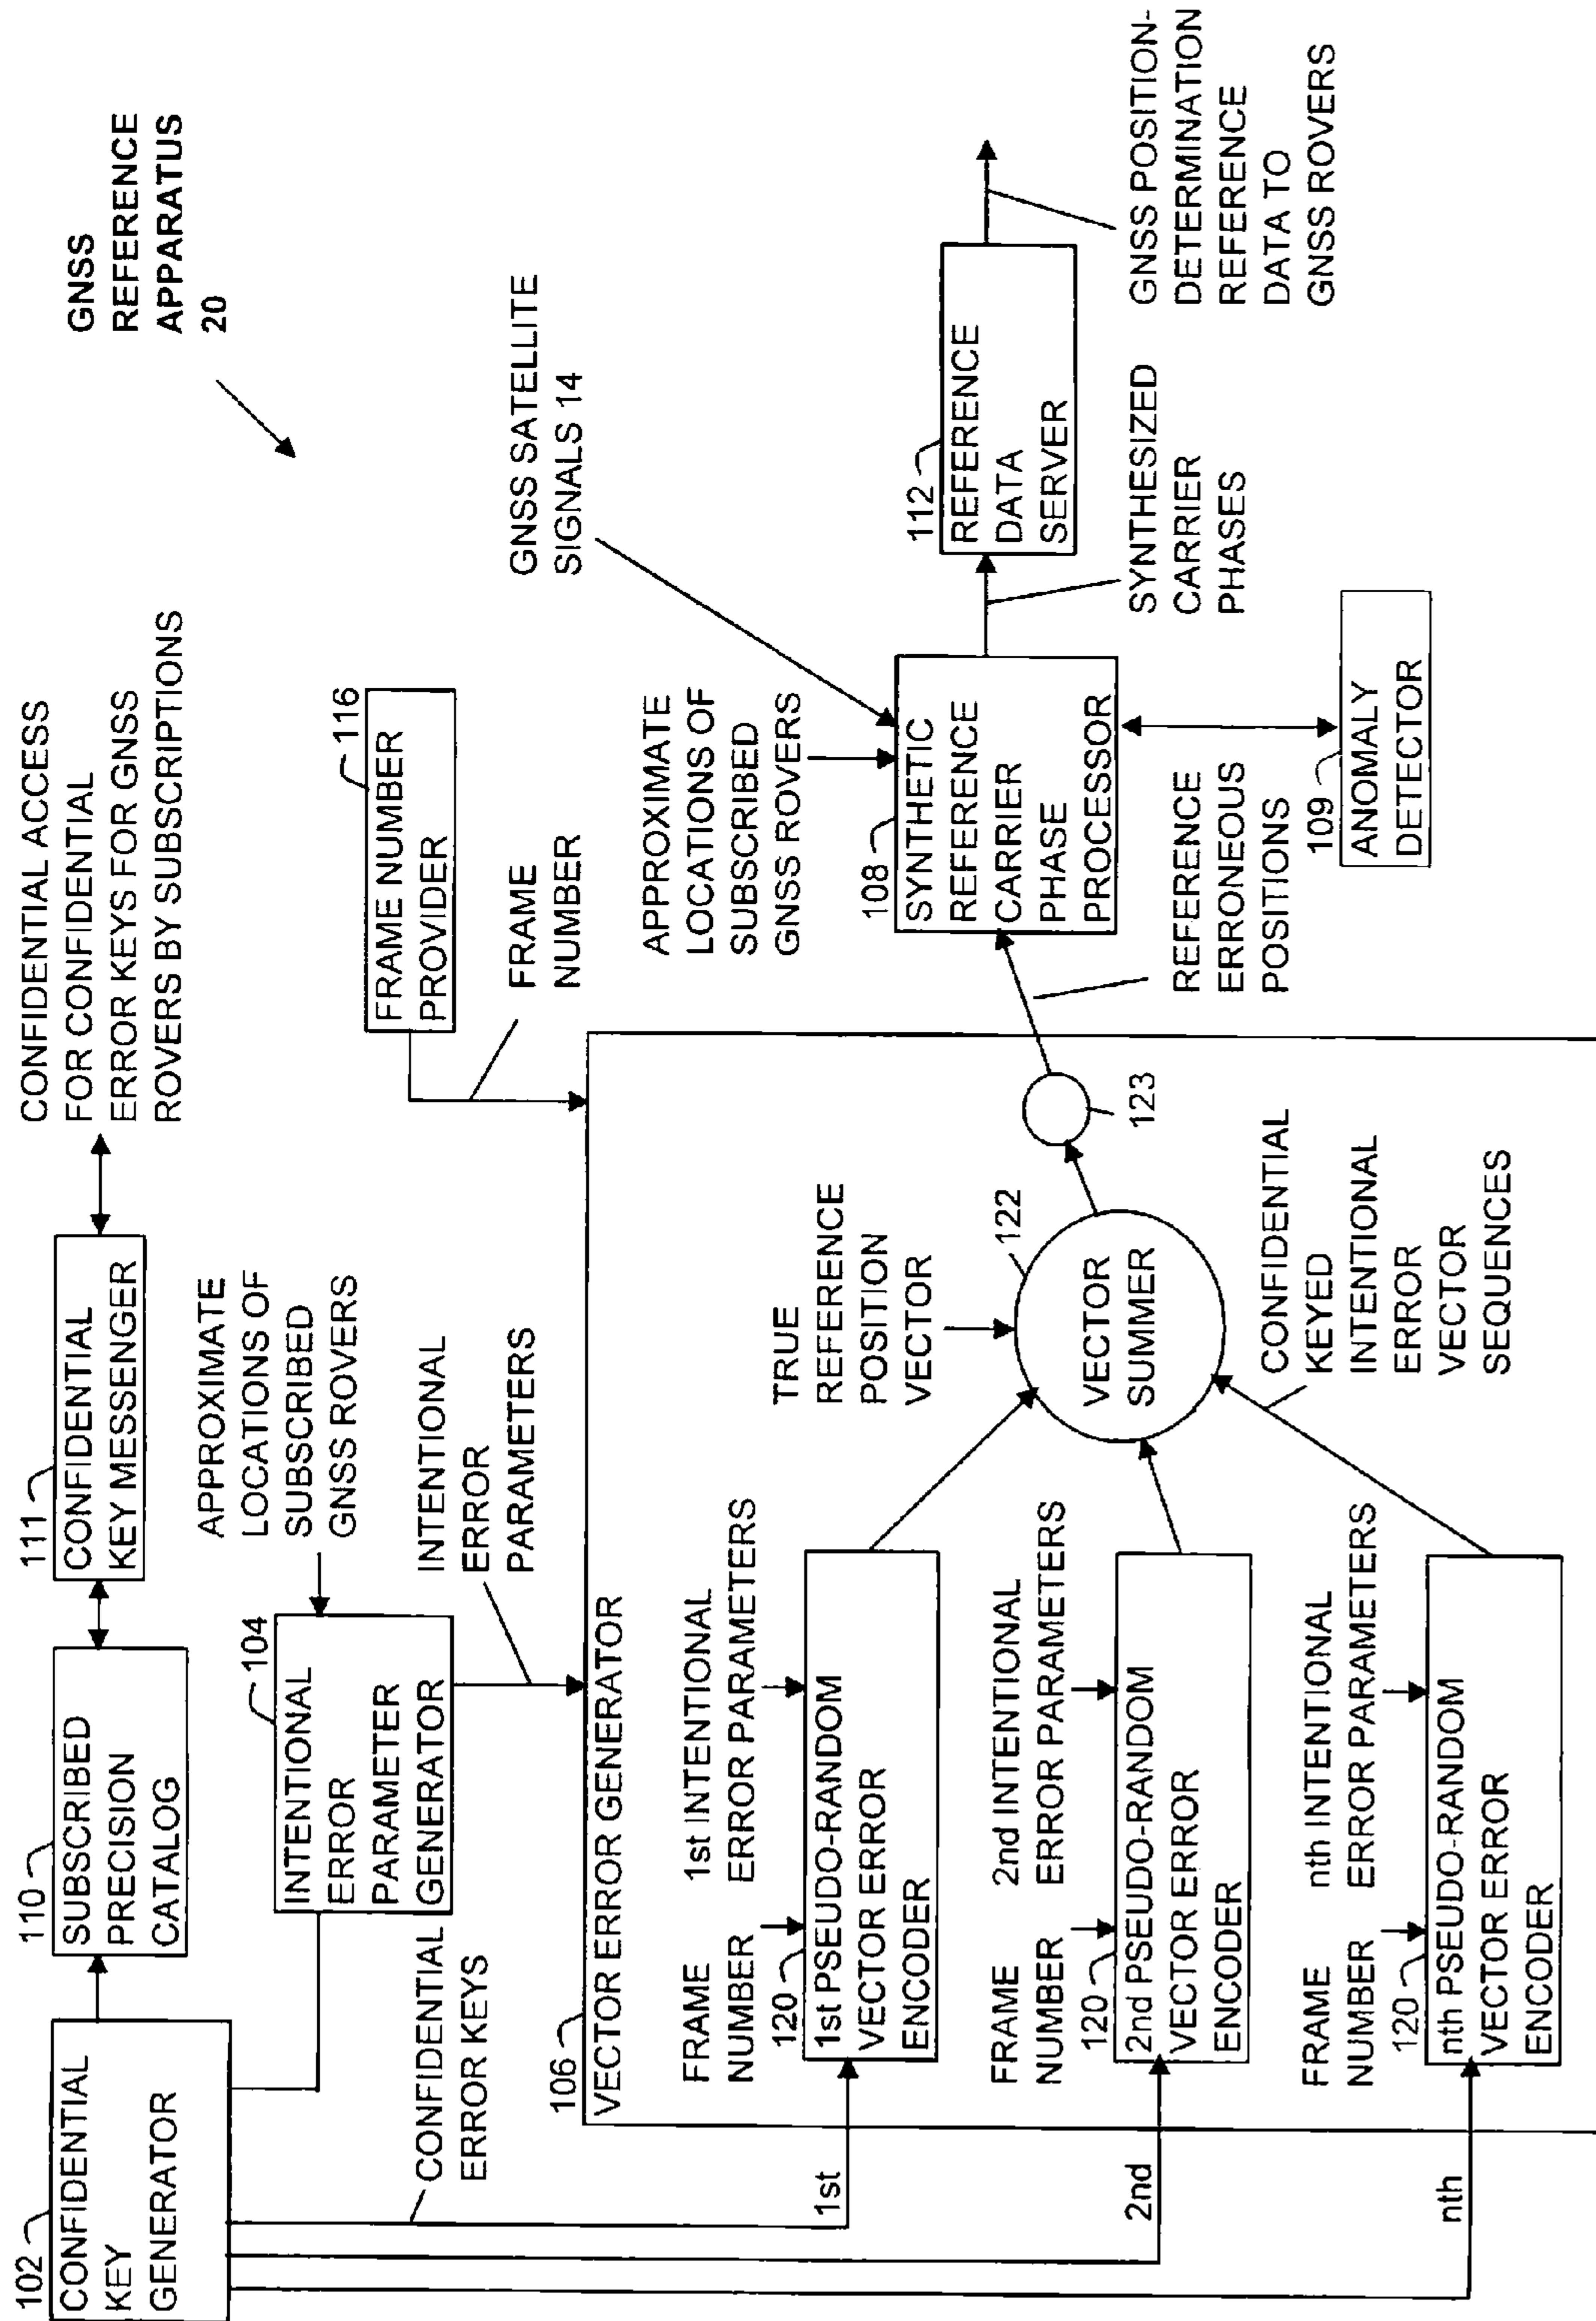 GNSS
REFERENCE
APPARATUS
20
102
CONFIDENTIAL
KEY
GENERATOR
110
SUBSCRIBED
PRECISION
CATALOG
111
CONFIDENTIAL
KEY MESSENGER
CONFIDENTIAL ACCESS
FOR CONFIDENTIAL
ERROR KEYS FOR GNSS
ROVERS BY SUBSCRIPTIONS
104
INTENTIONAL
ERROR
PARAMETER
GENERATOR
APPROXIMATE
LOCATIONS OF
SUBSCRIBED
GNSS ROVERS
116
FRAME NUMBER
PROVIDER
CONFIDENTIAL
ERROR KEYS
INTENTIONAL
ERROR
PARAMETERS
FRAME
NUMBER
GNSS SATELLITE
SIGNALS 14
106
VECTOR ERROR GENERATOR
FRAME
NUMBER
1st INTENTIONAL
ERROR PARAMETERS
120
1st PSEUDO-RANDOM
VECTOR ERROR
ENCODER
1st
FRAME
NUMBER
2nd INTENTIONAL
ERROR PARAMETERS
120
2nd PSEUDO-RANDOM
VECTOR ERROR
ENCODER
2nd
FRAME
NUMBER
nth INTENTIONAL
ERROR PARAMETERS
120
nth PSEUDO-RANDOM
VECTOR ERROR
ENCODER
nth
TRUE
REFERENCE
POSITION
VECTOR
122
VECTOR
SUMMER
123
CONFIDENTIAL
KEYED
INTENTIONAL
ERROR
VECTOR
SEQUENCES
APPROXIMATE
LOCATIONS OF
SUBSCRIBED
GNSS ROVERS
108
SYNTHETIC
REFERENCE
CARRIER
PHASE
PROCESSOR
REFERENCE
ERRONEOUS
POSITIONS
109
ANOMALY
DETECTOR
112
REFERENCE
DATA
SERVER
SYNTHESIZED
CARRIER
PHASES
GNSS POSITION-
DETERMINATION
REFERENCE
DATA TO
GNSS ROVERS